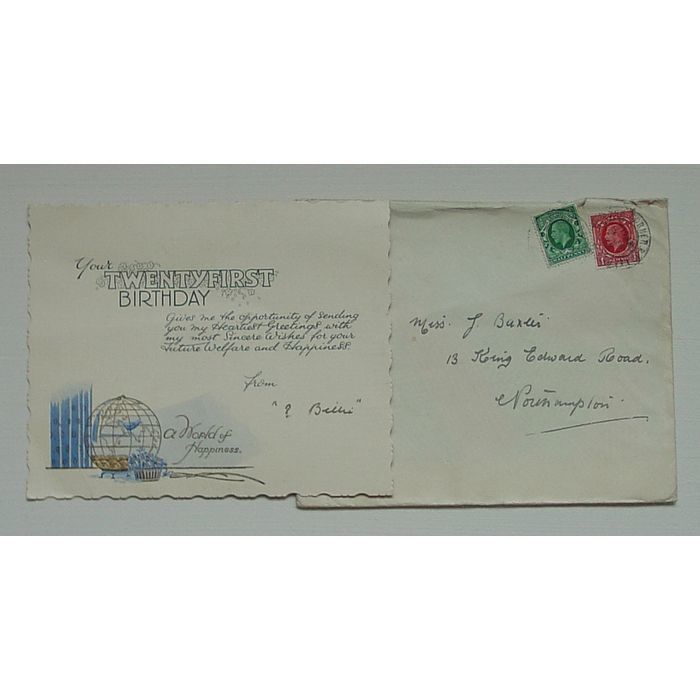 Your
TWENTYFIRST
BIRTHDAY
Gives me the opportunity of Sending
you my Heartiest Greetings with
my most Sincere Wishes for your
Future Welfare and Happiness.
from
"? Billie"
a World of
Happiness.
Miss. J. Baxter
13 King Edward Road.
Northampton.